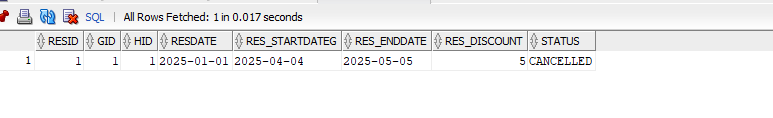 SQL | All Rows Fetched: 1 in 0.017 seconds
RESID GID HID RESDATE RES_STARTDATEG RES_ENDDATE RES_DISCOUNT STATUS
1 1 1 1 2025-01-01 2025-04-04 2025-05-05 5 CANCELLED